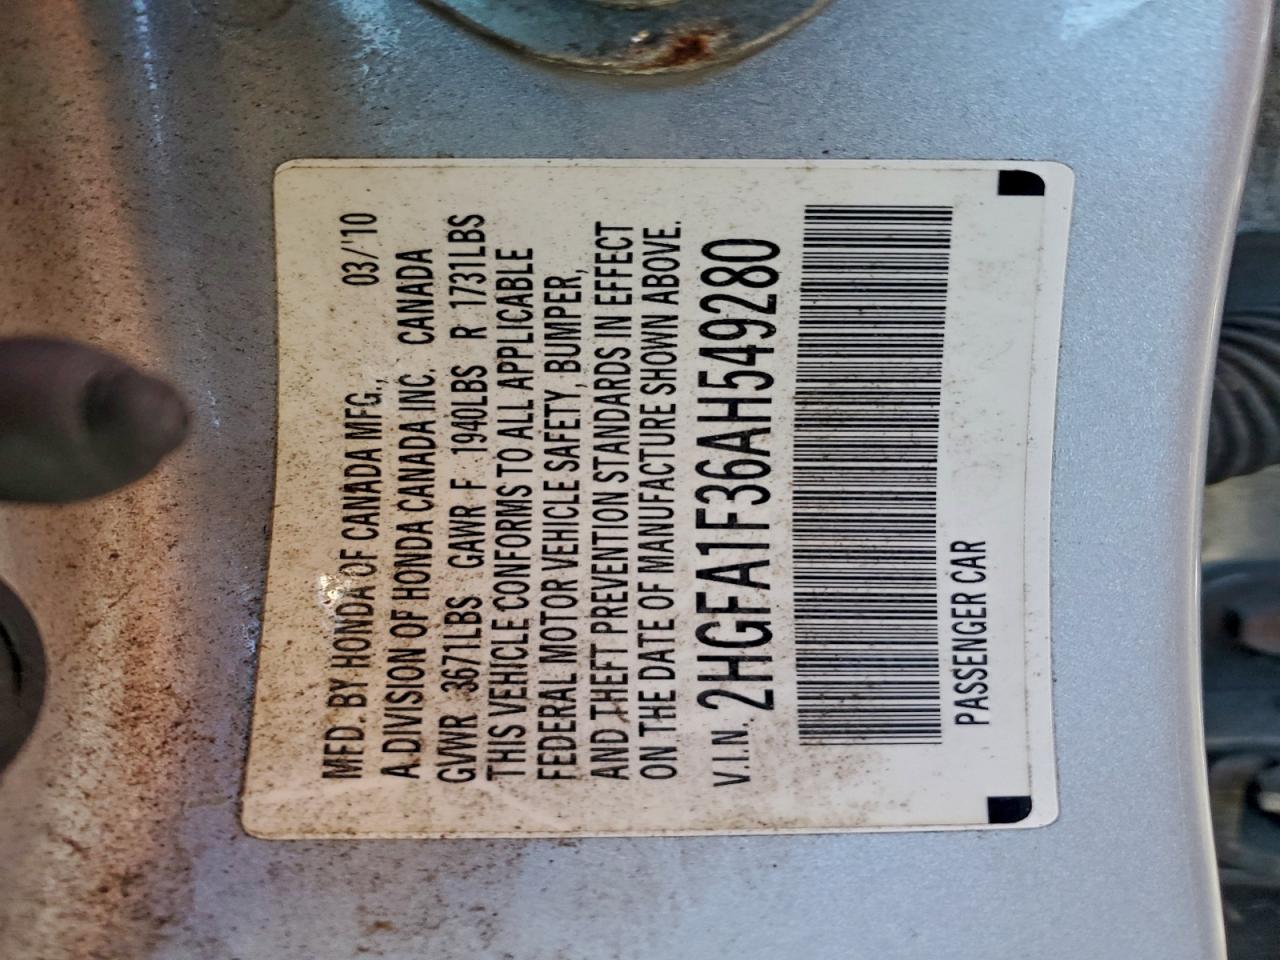 MFD. BY HONDA OF CANADA MFG., 03/'10
A DIVISION OF HONDA CANADA INC. CANADA
GVWR 3671LBS GAWR F 1940LBS R 1731LBS
THIS VEHICLE CONFORMS TO ALL APPLICABLE
FEDERAL MOTOR VEHICLE SAFETY, BUMPER,
AND THEFT PREVENTION STANDARDS IN EFFECT
ON THE DATE OF MANUFACTURE SHOWN ABOVE.
V.I.N. 2HGFA1F36AH549280
PASSENGER CAR